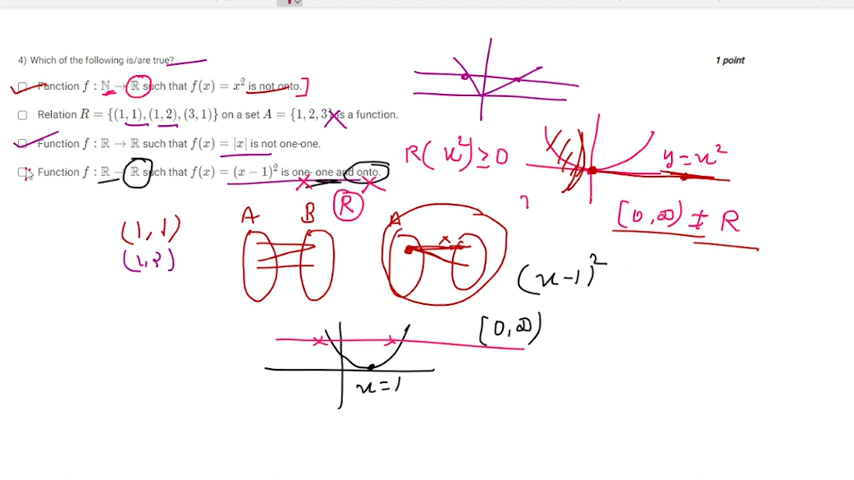 4) Which of the following is/are true?
1 point
Function f : ℕ → ℝ such that f(x) = x² is not onto.
Relation R = {(1, 1), (1, 2), (3, 1)} on a set A = {1, 2, 3} is a function.
Function f : ℝ → ℝ such that f(x) = |x| is not one-one.
Function f : ℝ → ℝ such that f(x) = (x − 1)² is one- one and onto.
R(x²) ≥ 0
y = x²
[0, ∞) ≠ R
R
(1, 1)
(1, 2)
A B
A
(x-1)²
[0, ∞)
x=1